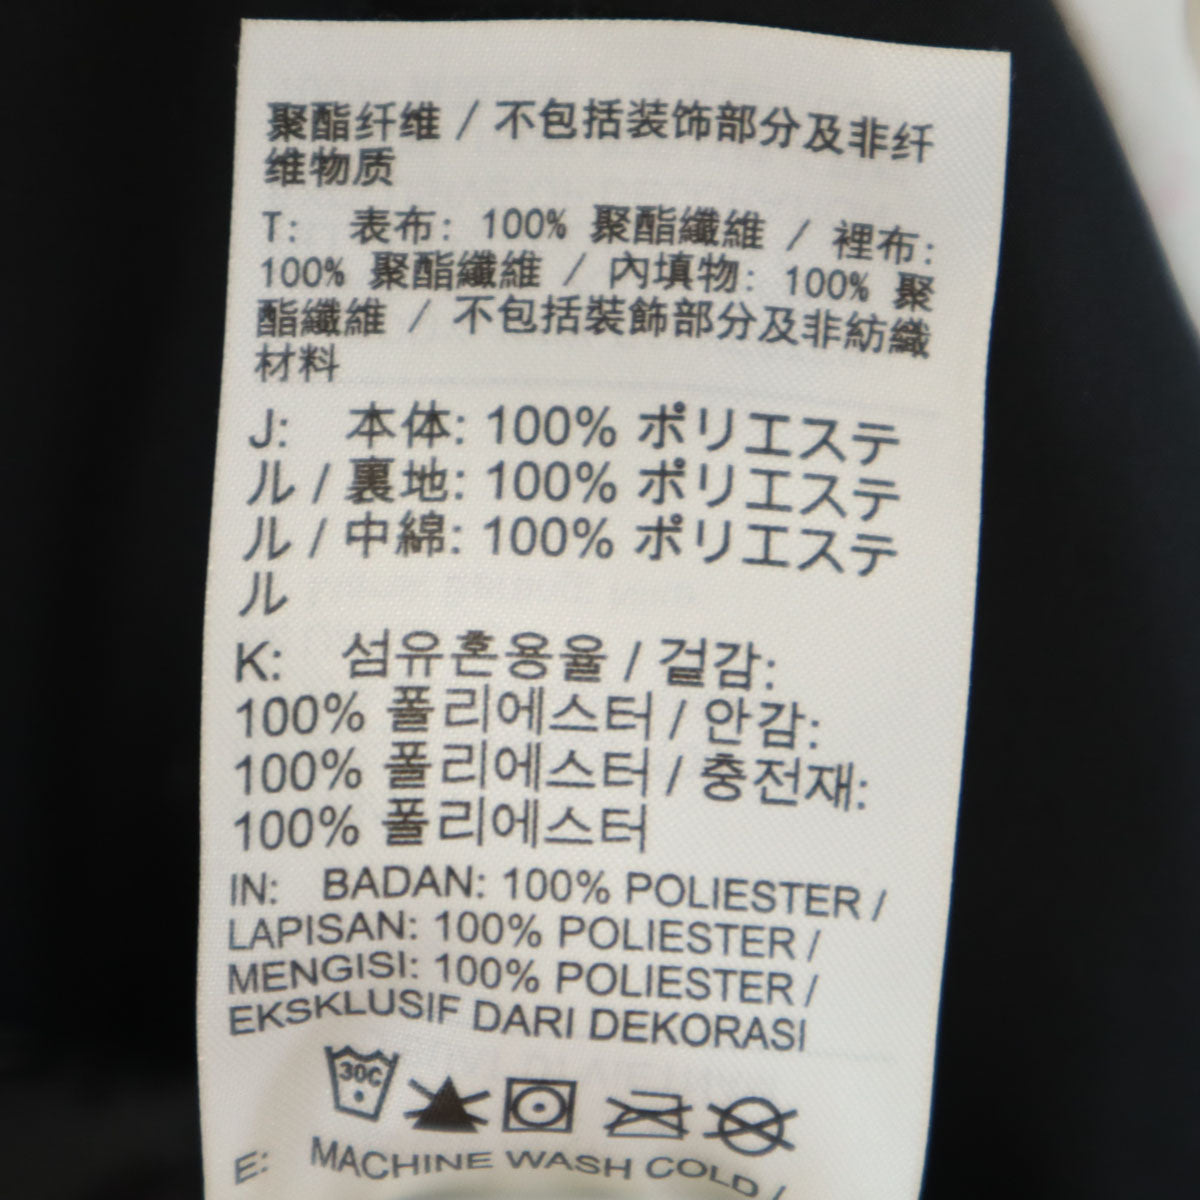 聚酯纤维 / 不包括装饰部分及非纤
维物质
T: 表布: 100% 聚酯纖維 / 裡布:
100% 聚酯纖維 / 內填物: 100% 聚
酯纖維 / 不包括裝飾部分及非紡織
材料
J: 本体: 100% ポリエステ
ル / 裏地: 100% ポリエステ
ル / 中綿: 100% ポリエステ
ル
K: 섬유혼용율 / 겉감:
100% 폴리에스터 / 안감:
100% 폴리에스터 / 충전재:
100% 폴리에스터
IN: BADAN: 100% POLIESTER /
LAPISAN: 100% POLIESTER /
MENGISI: 100% POLIESTER /
EKSKLUSIF DARI DEKORASI
30C
E: MACHINE WASH COLD /